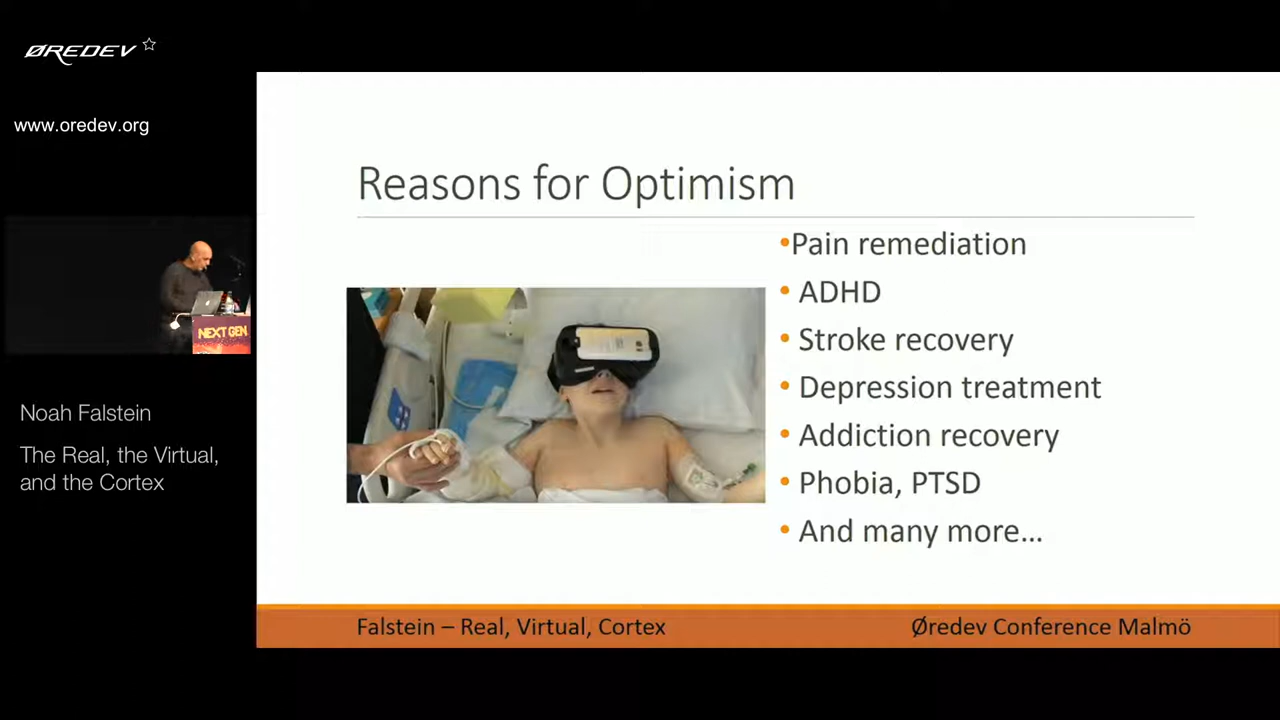 ØREDEV
www.oredev.org
NEXT GEN
Noah Falstein
The Real, the Virtual,
and the Cortex
Reasons for Optimism
•Pain remediation
• ADHD
• Stroke recovery
• Depression treatment
• Addiction recovery
• Phobia, PTSD
• And many more…
Falstein – Real, Virtual, Cortex
Øredev Conference Malmö